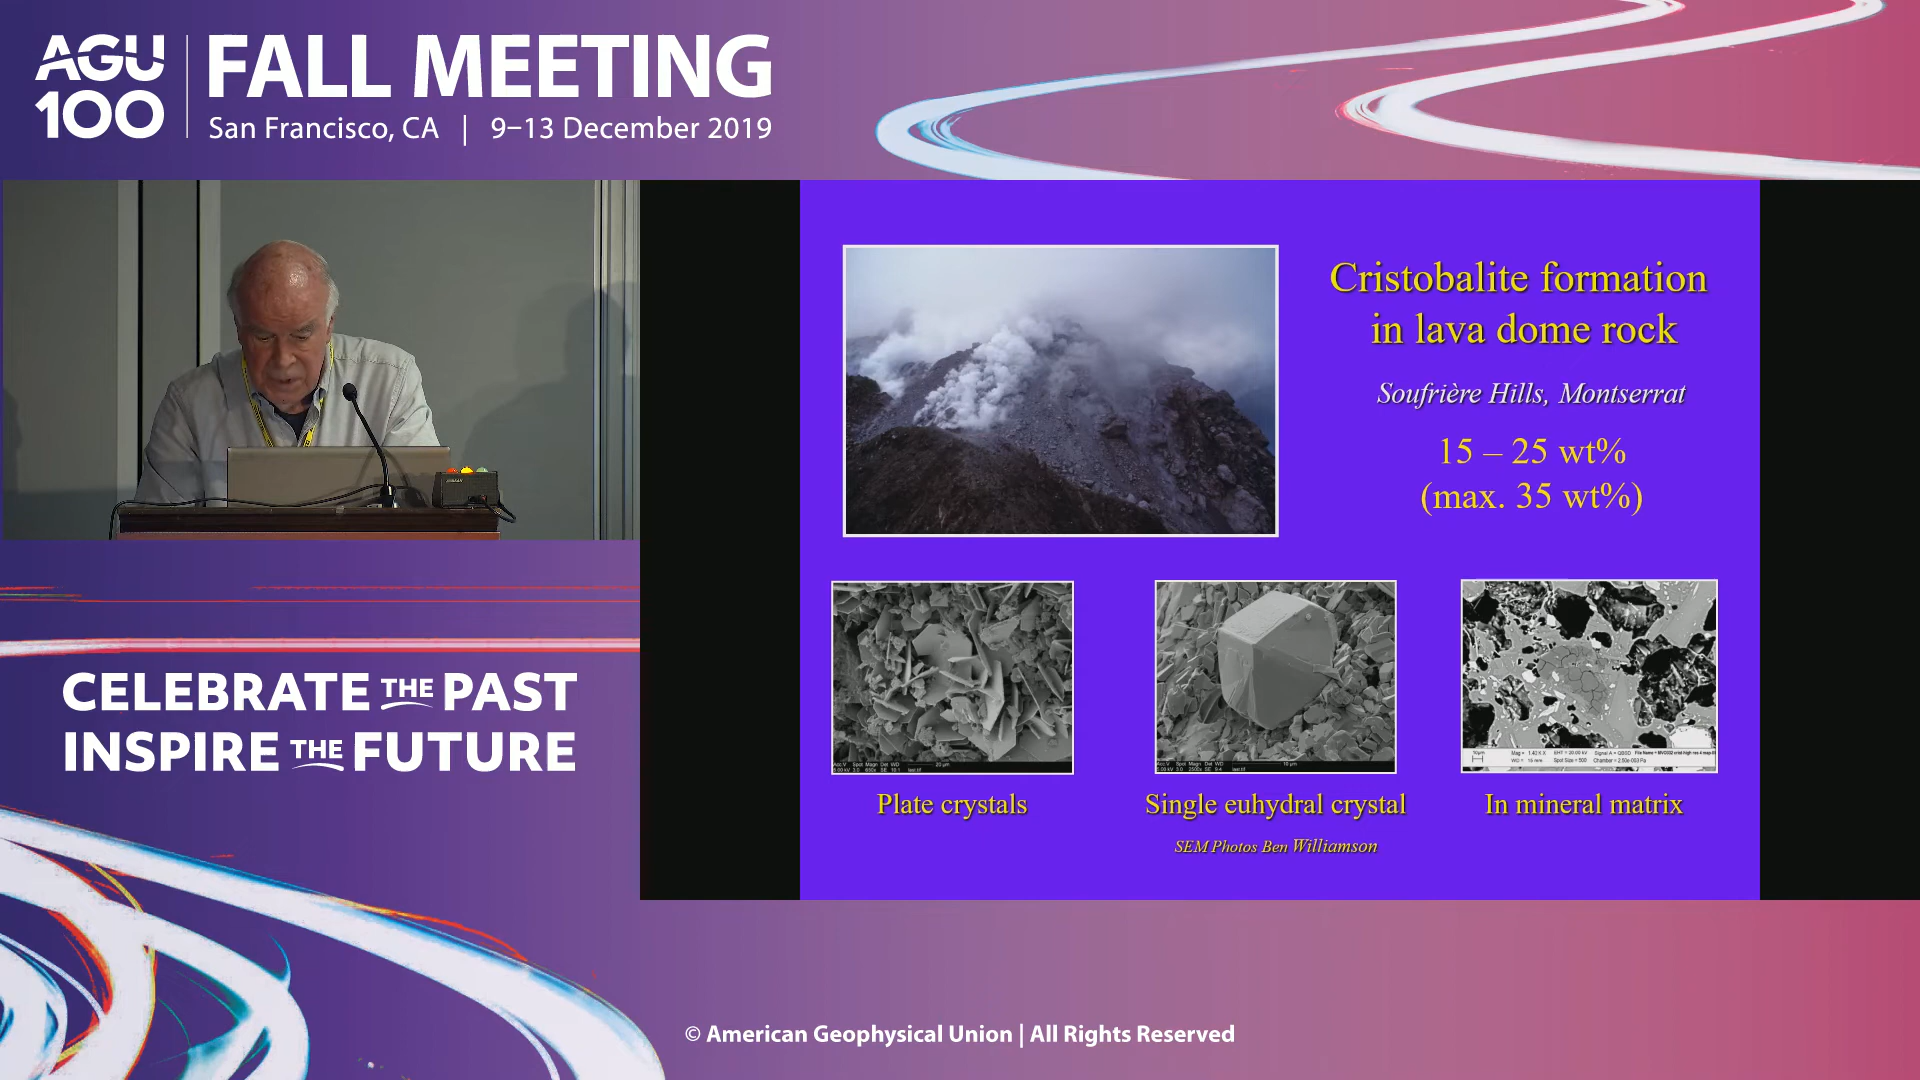 AGU
100
FALL MEETING
San Francisco, CA | 9–13 December 2019
Cristobalite formation
in lava dome rock
Soufrière Hills, Montserrat
15 – 25 wt%
(max. 35 wt%)
Plate crystals
Single euhydral crystal
In mineral matrix
SEM Photos Ben Williamson
CELEBRATE THE PAST
INSPIRE THE FUTURE
© American Geophysical Union | All Rights Reserved